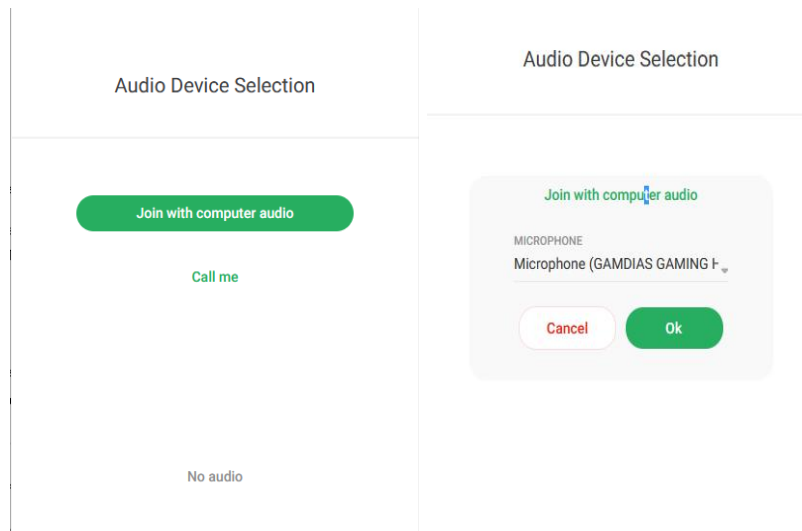 Audio Device Selection
Join with computer audio
Call me
No audio
Audio Device Selection
Join with computer audio
MICROPHONE
Microphone (GAMDIAS GAMING H
Cancel
Ok